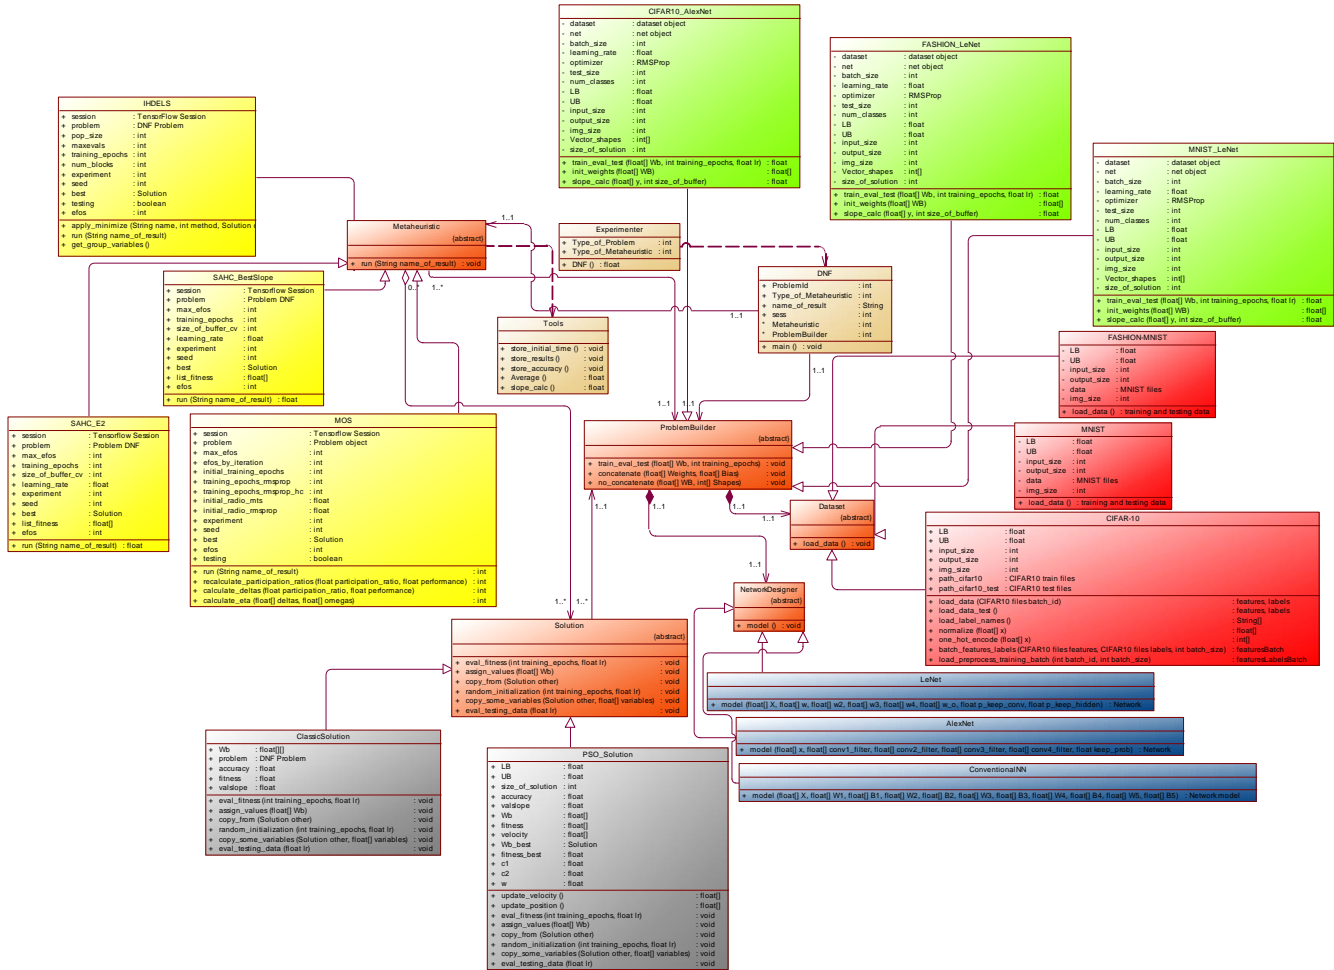 CIFAR10_AlexNet
- dataset : dataset object
- net : net object
- batch_size : int
- learning_rate : float
- optimizer : RMSProp
- test_size : int
- num_classes : int
- LB : float
- UB : float
- input_size : int
- output_size : int
- img_size : int
- Vector_shapes : int[]
- size_of_solution : int
+ train_eval_test (float[] Wb, int training_epochs, float lr) : float
+ init_weights (float[] WB) : float[]
+ slope_calc (float[] y, int size_of_buffer) : float
FASHION_LeNet
- dataset : dataset object
- net : net object
- batch_size : int
- learning_rate : float
- optimizer : RMSProp
- test_size : int
- num_classes : int
- LB : float
- UB : float
- input_size : int
- output_size : int
- img_size : int
- Vector_shapes : int[]
- size_of_solution : int
+ train_eval_test (float[] Wb, int training_epochs, float lr) : float
+ init_weights (float[] WB) : float[]
+ slope_calc (float[] y, int size_of_buffer) : float
MNIST_LeNet
- dataset : dataset object
- net : net object
- batch_size : int
- learning_rate : float
- optimizer : RMSProp
- test_size : int
- num_classes : int
- LB : float
- UB : float
- input_size : int
- output_size : int
- img_size : int
- Vector_shapes : int[]
- size_of_solution : int
+ train_eval_test (float[] Wb, int training_epochs, float lr) : float
+ init_weights (float[] WB) : float[]
+ slope_calc (float[] y, int size_of_buffer) : float
IHDELS
+ session : TensorFlow Session
+ problem : DNF Problem
+ pop_size : int
+ maxevals : int
+ training_epochs : int
+ num_blocks : int
+ experiment : int
+ seed : int
+ best : Solution
+ testing : boolean
+ efos : int
+ apply_minimize (String name, int method, Solution
+ run (String name_of_result)
+ get_group_variables ()
Metaheuristic
{abstract}
+ run (String name_of_result) : void
1..1
0..*
1..*
Experimenter
+ Type_of_Problem : int
+ Type_of_Metaheuristic : int
+ DNF () : float
DNF
+ ProblemId : int
+ Type_of_Metaheuristic : int
+ name_of_result : String
+ sess : int
* Metaheuristic : int
* ProblemBuilder : int
+ main () : void
1..1
1..1
Tools
+ store_initial_time () : void
+ store_results () : void
+ store_accuracy () : void
+ Average () : float
+ slope_calc () : float
SAHC_BestSlope
+ session : Tensorflow Session
+ problem : Problem DNF
+ max_efos : int
+ training_epochs : int
+ size_of_buffer_cv : int
+ learning_rate : float
+ experiment : int
+ seed : int
+ best : Solution
+ list_fitness : float[]
+ efos : int
+ run (String name_of_result) : float
SAHC_E2
+ session : Tensorflow Session
+ problem : Problem DNF
+ max_efos : int
+ training_epochs : int
+ size_of_buffer_cv : int
+ learning_rate : float
+ experiment : int
+ seed : int
+ best : Solution
+ list_fitness : float[]
+ efos : int
+ run (String name_of_result) : float
MOS
+ session : Tensorflow Session
+ problem : Problem object
+ max_efos : int
+ efos_by_iteration : int
+ initial_training_epochs : int
+ training_epochs_rmsprop : int
+ training_epochs_rmsprop_hc : int
+ initial_radio_mts : float
+ initial_radio_rmsprop : float
+ experiment : int
+ seed : int
+ best : Solution
+ efos : int
+ testing : boolean
+ run (String name_of_result) : int
+ recalculate_participation_ratios (float participation_ratio, float performance) : int
+ calculate_deltas (float participation_ratio, float performance) : int
+ calculate_eta (float[] deltas, float[] omegas) : int
1..1
1..1
ProblemBuilder
{abstract}
+ train_eval_test (float[] Wb, int training_epochs) : void
+ concatenate (float[] Weights, float[] Bias) : void
+ no_concatenate (float[] WB, int[] Shapes) : void
1..1
1..1
1..1
1..1
1..1
FASHION-MNIST
- LB : float
- UB : float
- input_size : int
- output_size : int
- data : MNIST files
- img_size : int
+ load_data () : training and testing data
MNIST
- LB : float
- UB : float
- input_size : int
- output_size : int
- data : MNIST files
- img_size : int
+ load_data () : training and testing data
Dataset
{abstract}
+ load_data () : void
CIFAR-10
+ LB : float
+ UB : float
+ input_size : int
+ output_size : int
+ img_size : int
+ path_cifar10 : CIFAR10 train files
+ path_cifar10_test : CIFAR10 test files
+ load_data (CIFAR10 files batch_id) : features, labels
+ load_data_test () : features, labels
+ load_label_names () : String[]
+ normalize (float[] x) : float[]
+ one_hot_encode (float[] x) : int[]
+ batch_features_labels (CIFAR10 files features, CIFAR10 files labels, int batch_size) : featuresBatch
+ load_preprocess_training_batch (int batch_id, int batch_size) : featuresLabelsBatch
NetworkDesigner
{abstract}
+ model () : void
1..*
1..*
Solution
{abstract}
+ eval_fitness (int training_epochs, float lr) : void
+ assign_values (float[] Wb) : void
+ copy_from (Solution other) : void
+ random_initialization (int training_epochs, float lr) : void
+ copy_some_variables (Solution other, float[] variables) : void
+ eval_testing_data (float lr) : void
LeNet
+ model (float[] X, float[] w, float[] w2, float[] w3, float[] w4, float[] w_o, float p_keep_conv, float p_keep_hidden) : Network
AlexNet
+ model (float[] x, float[] conv1_filter, float[] conv2_filter, float[] conv3_filter, float[] conv4_filter, float keep_prob) : Network
ConventionalNN
+ model (float[] X, float[] W1, float[] B1, float[] W2, float[] B2, float[] W3, float[] B3, float[] W4, float[] B4, float[] W5, float[] B5) : Network model
ClassicSolution
+ Wb : float[][]
+ problem : DNF Problem
+ accuracy : float
+ fitness : float
+ valslope : float
+ eval_fitness (int training_epochs, float lr) : void
+ assign_values (float[] Wb) : void
+ copy_from (Solution other) : void
+ random_initialization (int training_epochs, float lr) : void
+ copy_some_variables (Solution other, float[] variables) : void
+ eval_testing_data (float lr) : void
PSO_Solution
+ LB : float
+ UB : float
+ size_of_solution : int
+ accuracy : float
+ valslope : float
+ Wb : float[]
+ fitness : float[]
+ velocity : float[]
+ Wb_best : Solution
+ fitness_best : float
+ c1 : float
+ c2 : float
+ w : float
+ update_velocity () : float[]
+ update_position () : float[]
+ eval_fitness (int training_epochs, float lr) : void
+ assign_values (float[] Wb) : void
+ copy_from (Solution other) : void
+ random_initialization (int training_epochs, float lr) : void
+ copy_some_variables (Solution other, float[] variables) : void
+ eval_testing_data (float lr) : void